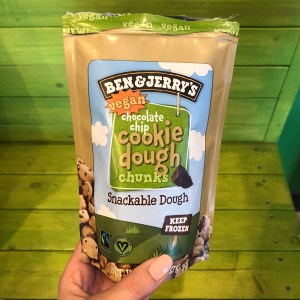 vegan
BEN & JERRY'S
vegan
chocolate
chip
cookie
dough
chunks
Snackable Dough
KEEP
FROZEN